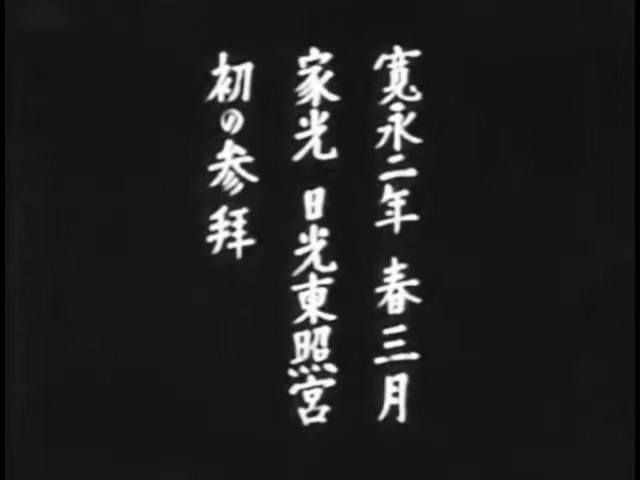 寛永二年 春三月
家光 日光東照宮
初の参拝